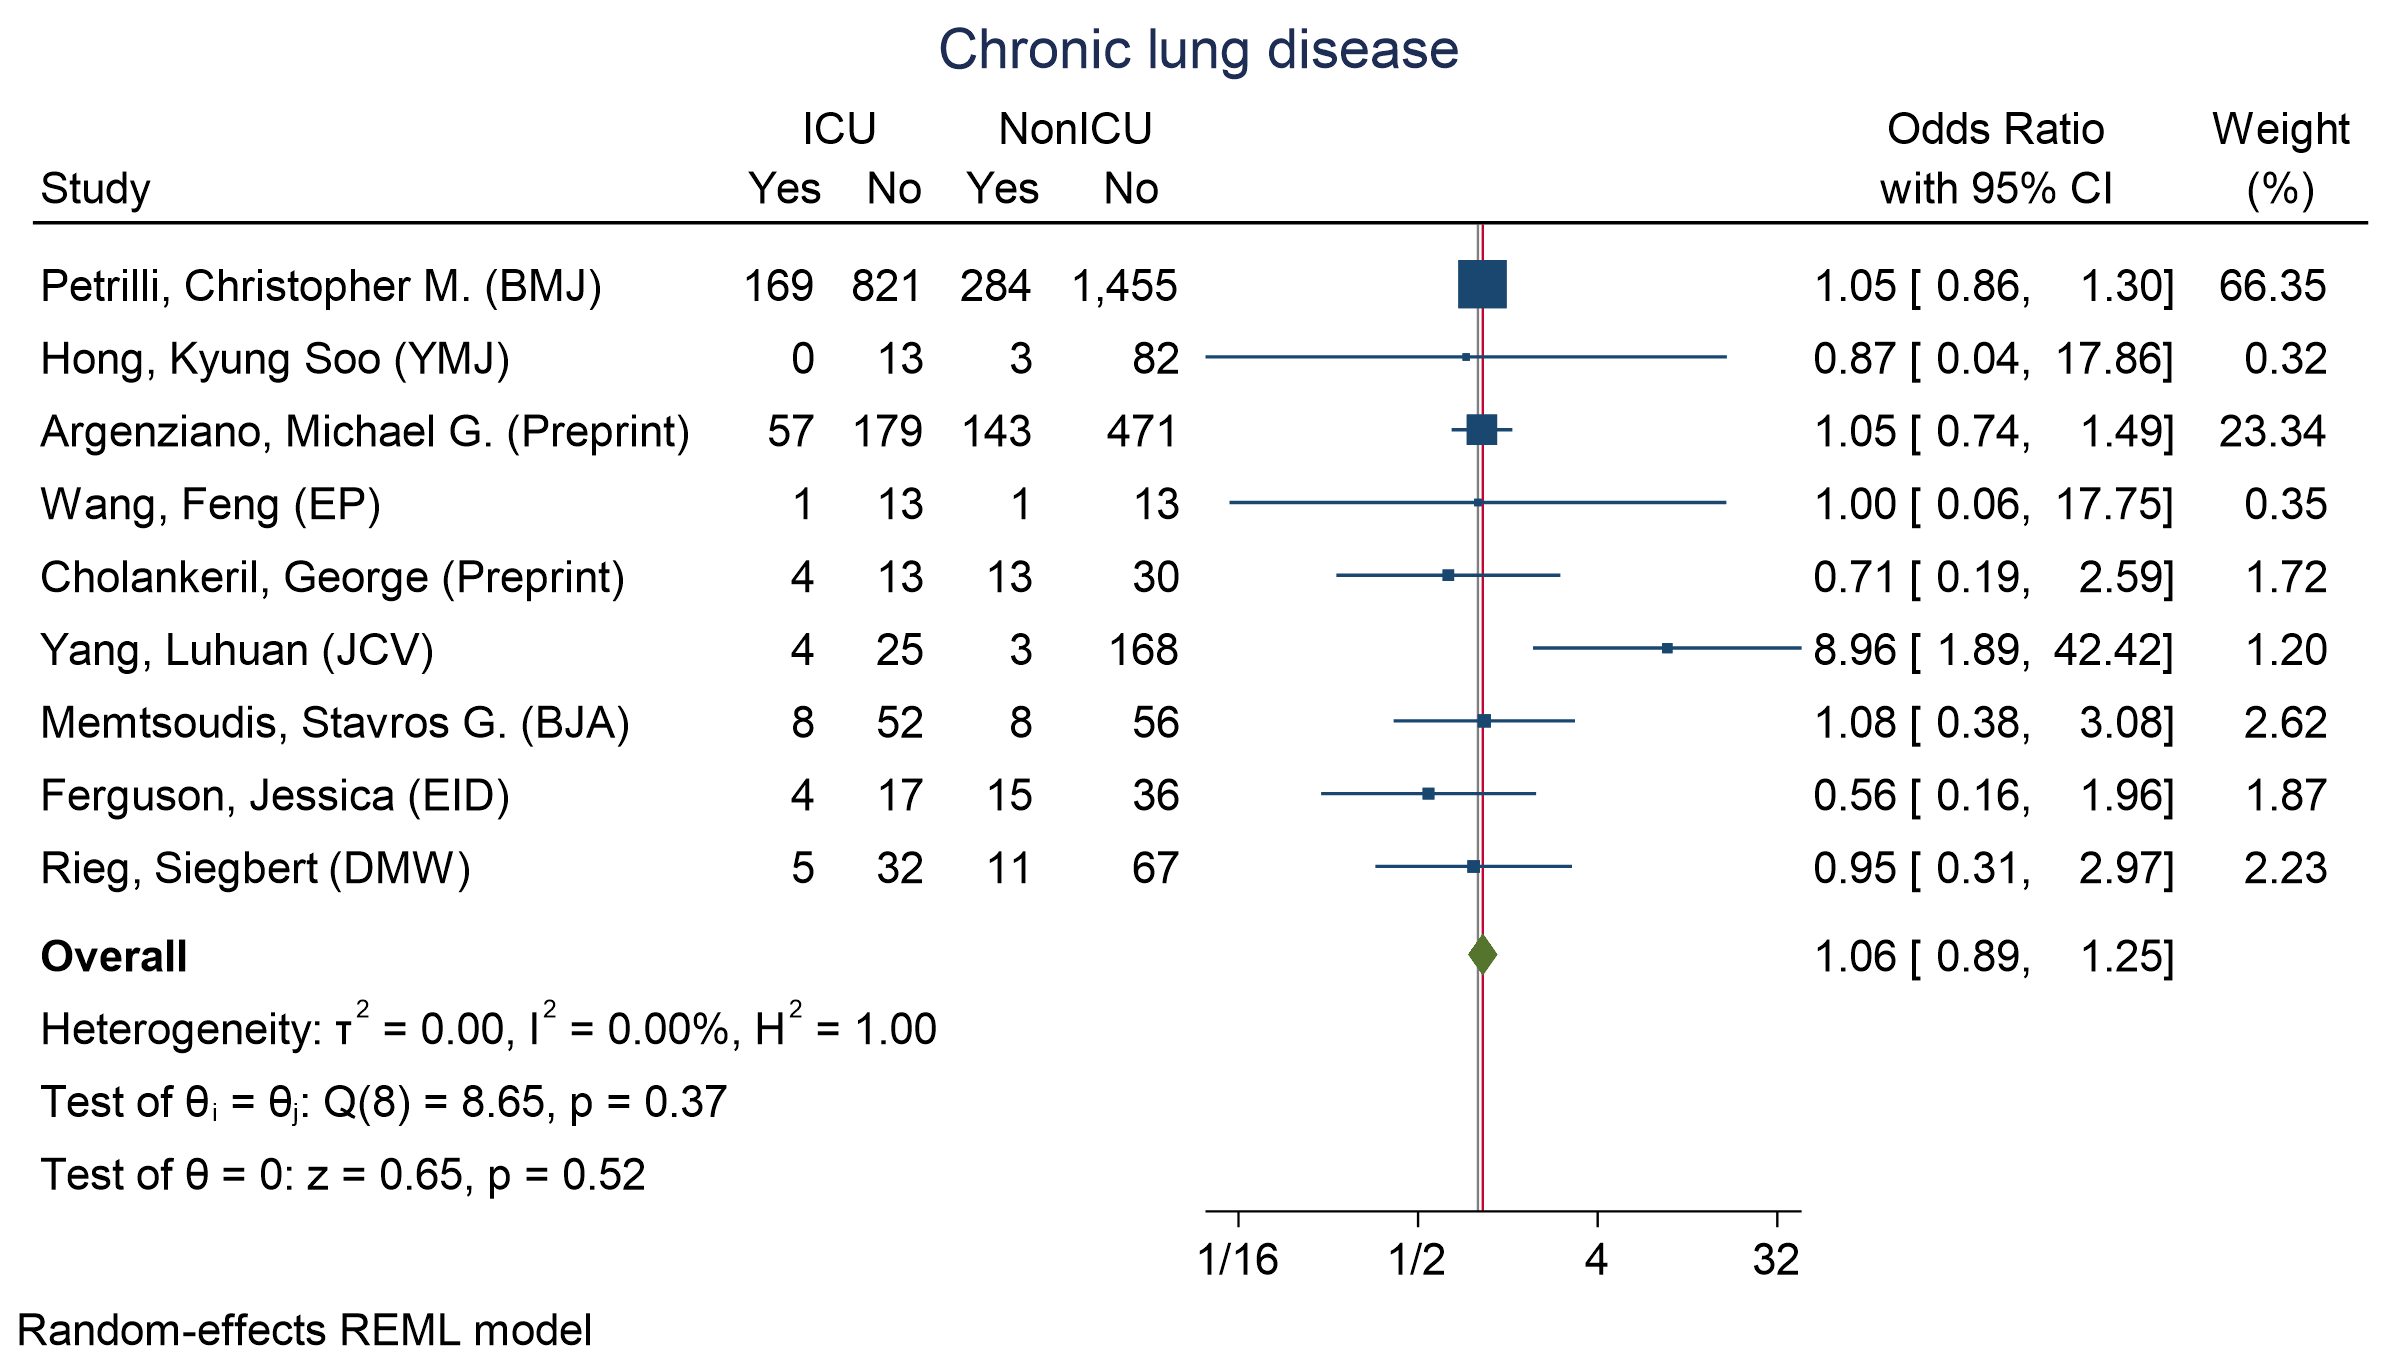 Chronic lung disease
ICU NonICU Odds Ratio Weight
Study Yes No Yes No with 95% CI (%)
Petrilli, Christopher M. (BMJ) 169 821 284 1,455 1.05 [ 0.86, 1.30] 66.35
Hong, Kyung Soo (YMJ) 0 13 3 82 0.87 [ 0.04, 17.86] 0.32
Argenziano, Michael G. (Preprint) 57 179 143 471 1.05 [ 0.74, 1.49] 23.34
Wang, Feng (EP) 1 13 1 13 1.00 [ 0.06, 17.75] 0.35
Cholankeril, George (Preprint) 4 13 13 30 0.71 [ 0.19, 2.59] 1.72
Yang, Luhuan (JCV) 4 25 3 168 8.96 [ 1.89, 42.42] 1.20
Memtsoudis, Stavros G. (BJA) 8 52 8 56 1.08 [ 0.38, 3.08] 2.62
Ferguson, Jessica (EID) 4 17 15 36 0.56 [ 0.16, 1.96] 1.87
Rieg, Siegbert (DMW) 5 32 11 67 0.95 [ 0.31, 2.97] 2.23
Overall 1.06 [ 0.89, 1.25]
Heterogeneity: τ² = 0.00, I² = 0.00%, H² = 1.00
Test of θᵢ = θⱼ: Q(8) = 8.65, p = 0.37
Test of θ = 0: z = 0.65, p = 0.52
1/16 1/2 4 32
Random-effects REML model